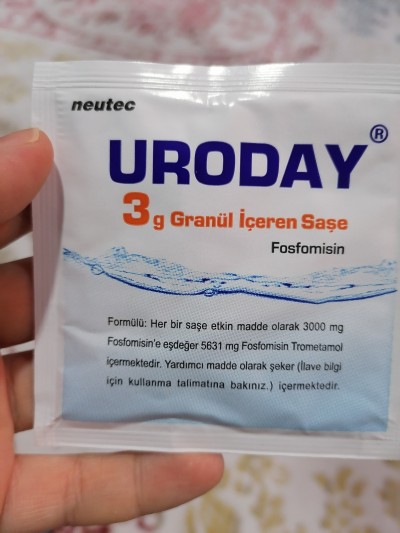 neutec
URODAY®
3 g Granül İçeren Saşe
Fosfomisin
Formülü: Her bir saşe etkin madde olarak 3000 mg
Fosfomisin'e eşdeğer 5631 mg Fosfomisin Trometamol
içermektedir. Yardımcı madde olarak şeker (İlave bilgi
için kullanma talimatına bakınız.) içermektedir.